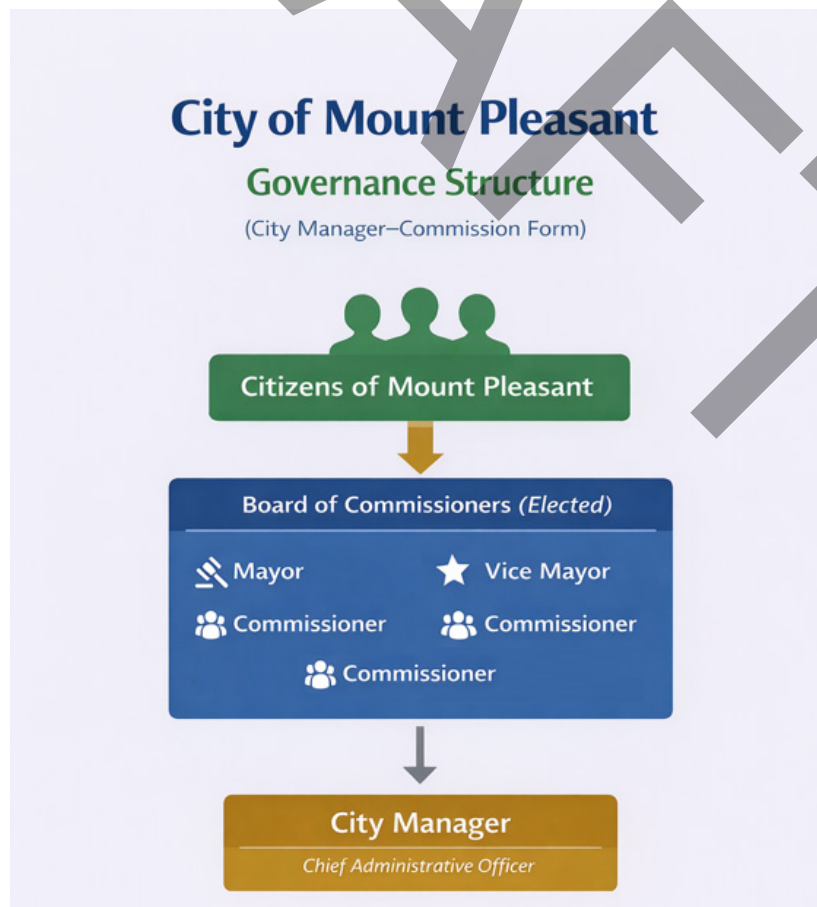 City of Mount Pleasant
Governance Structure
(City Manager–Commission Form)
Citizens of Mount Pleasant
Board of Commissioners (Elected)
Mayor
Vice Mayor
Commissioner
Commissioner
Commissioner
City Manager
Chief Administrative Officer